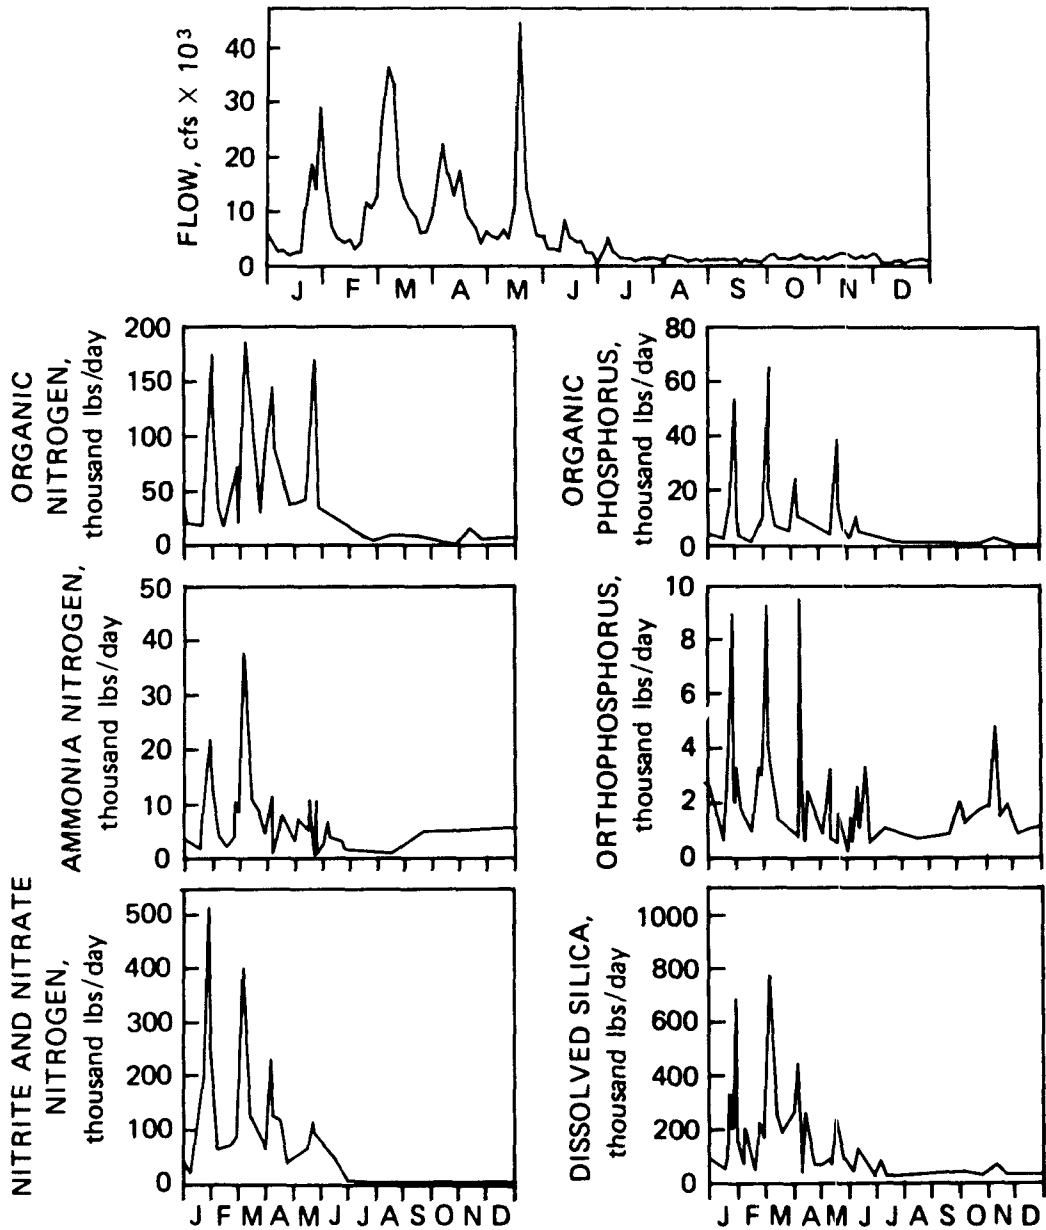 FLOW, cfs X 10³
40
30
20
10
0
J F M A M J J A S O N D
ORGANIC
NITROGEN,
thousand lbs/day
200
150
100
50
0
ORGANIC
PHOSPHORUS,
thousand lbs/day
80
60
40
20
0
AMMONIA NITROGEN,
thousand lbs/day
50
40
30
20
10
0
ORTHOPHOSPHORUS,
thousand lbs/day
10
8
6
4
2
0
NITRITE AND NITRATE
NITROGEN,
thousand lbs/day
500
400
300
200
100
0
J F M A M J J A S O N D
DISSOLVED SILICA,
thousand lbs/day
1000
800
600
400
200
0
J F M A M J J A S O N D